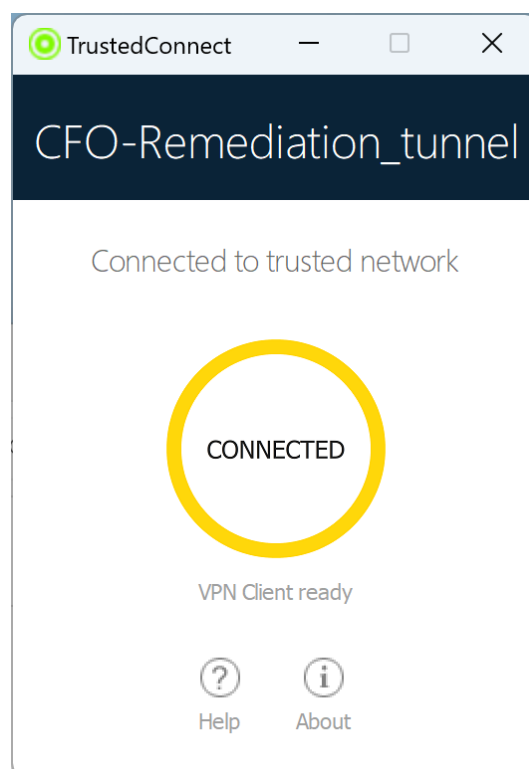 TrustedConnect
CFO-Remediation_tunnel
Connected to trusted network
CONNECTED
VPN Client ready
Help About